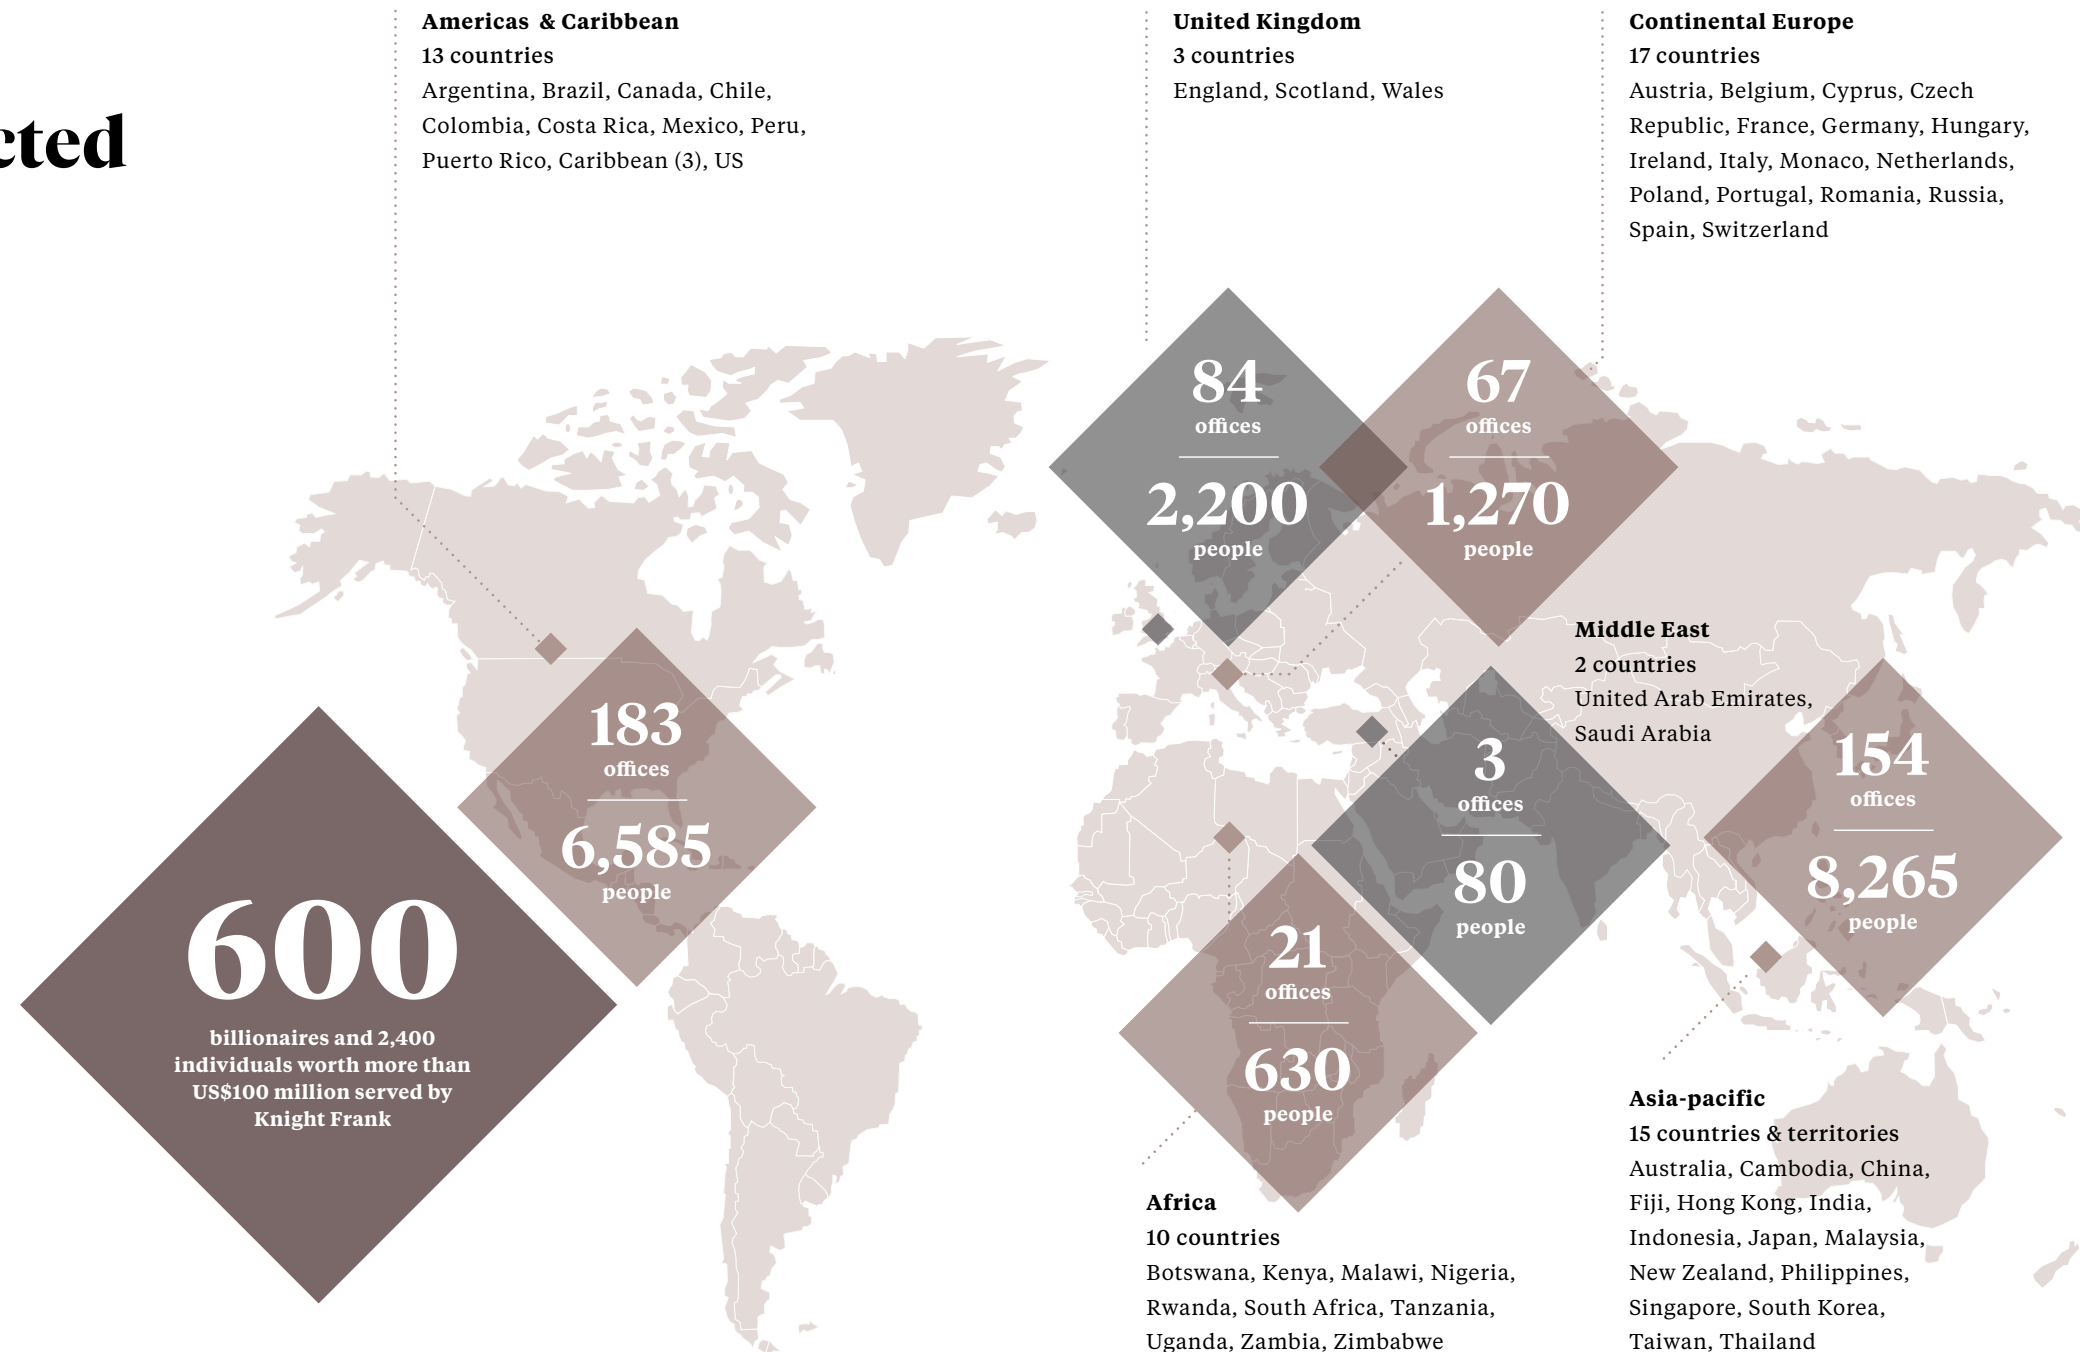 cted
Americas & Caribbean
13 countries
Argentina, Brazil, Canada, Chile,
Colombia, Costa Rica, Mexico, Peru,
Puerto Rico, Caribbean (3), US
United Kingdom
3 countries
England, Scotland, Wales
Continental Europe
17 countries
Austria, Belgium, Cyprus, Czech
Republic, France, Germany, Hungary,
Ireland, Italy, Monaco, Netherlands,
Poland, Portugal, Romania, Russia,
Spain, Switzerland
84
offices
2,200
people
67
offices
1,270
people
Middle East
2 countries
United Arab Emirates,
Saudi Arabia
183
offices
6,585
people
3
offices
80
people
154
offices
8,265
people
600
billionaires and 2,400
individuals worth more than
US$100 million served by
Knight Frank
21
offices
630
people
Africa
10 countries
Botswana, Kenya, Malawi, Nigeria,
Rwanda, South Africa, Tanzania,
Uganda, Zambia, Zimbabwe
Asia-pacific
15 countries & territories
Australia, Cambodia, China,
Fiji, Hong Kong, India,
Indonesia, Japan, Malaysia,
New Zealand, Philippines,
Singapore, South Korea,
Taiwan, Thailand